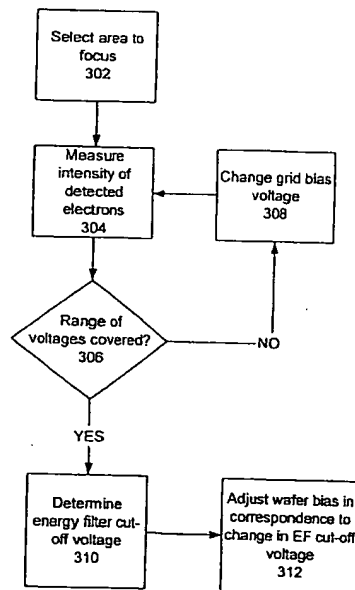 Select area to
focus
302
Measure
intensity of
detected
electrons
304
Change grid bias
voltage
308
Range of
voltages covered?
306
NO
YES
Determine
energy filter cut-
off voltage
310
Adjust wafer bias in
correspondence to
change in EF cut-off
voltage
312